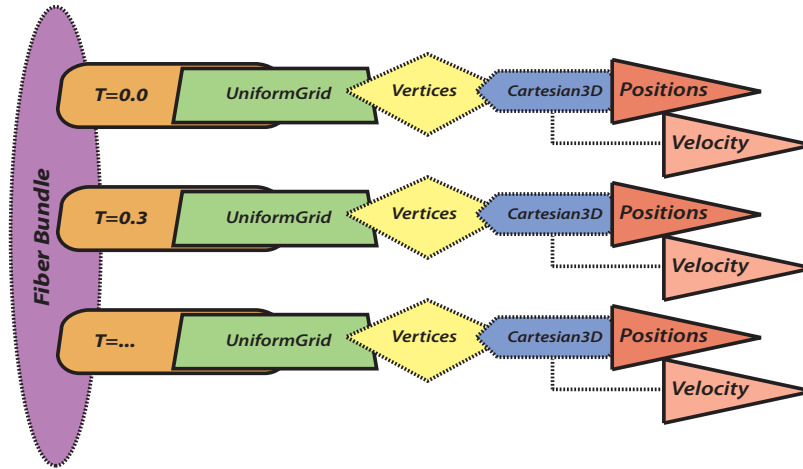 Fiber Bundle
T=0.0
UniformGrid
Vertices
Cartesian3D
Positions
Velocity
T=0.3
UniformGrid
Vertices
Cartesian3D
Positions
Velocity
T=...
UniformGrid
Vertices
Cartesian3D
Positions
Velocity